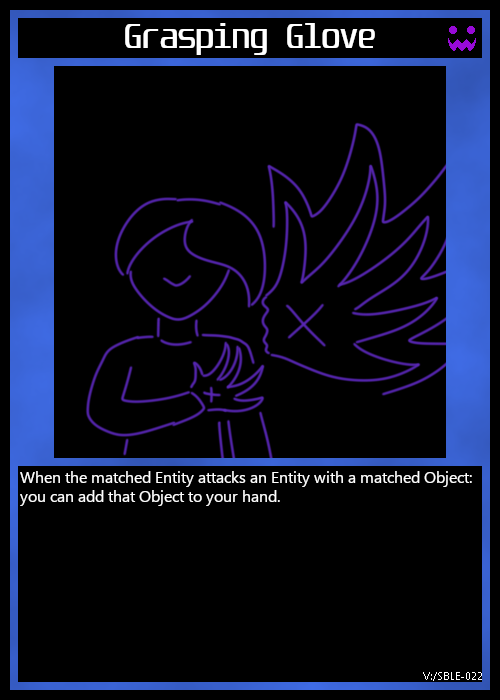 Grasping Glove
When the matched Entity attacks an Entity with a matched Object:
you can add that Object to your hand.
V:/SBLE-022